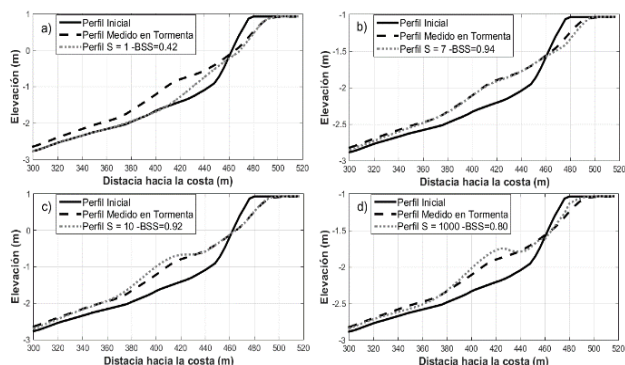 a)
Perfil Inicial
Perfil Medido en Tormenta
Perfil S = 1 -BSS=0.42
Elevación (m)
1
0
-1
-2
-3
300 320 340 360 380 400 420 440 460 480 500 520
Distacia hacia la costa (m)
b)
Perfil Inicial
Perfil Medido en Tormenta
Perfil S = 7 -BSS=0.94
Elevación (m)
-1
-1.5
-2
-2.5
-3
300 320 340 360 380 400 420 440 460 480 500 520
Distacia hacia la costa (m)
c)
Perfil Inicial
Perfil Medido en Tormenta
Perfil S = 10 -BSS=0.92
Elevación (m)
1
0
-1
-2
-3
300 320 340 360 380 400 420 440 460 480 500 520
Distacia hacia la costa (m)
d)
Perfil Inicial
Perfil Medido en Tormenta
Perfil S = 1000 -BSS=0.80
Elevación (m)
-1
-1.5
-2
-2.5
-3
300 320 340 360 380 400 420 440 460 480 500 520
Distacia hacia la costa (m)